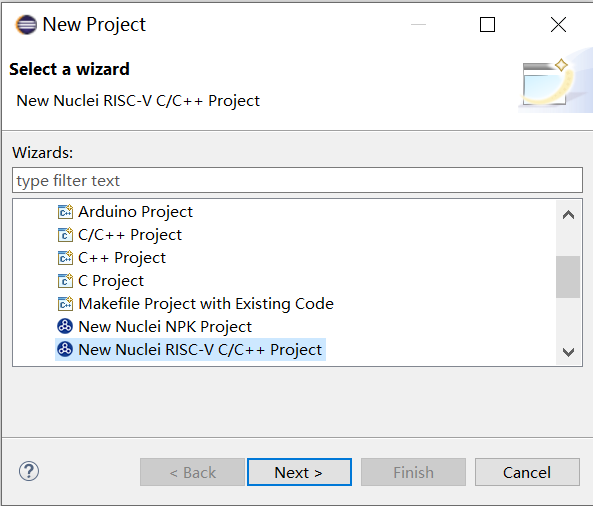 New Project
Select a wizard
New Nuclei RISC-V C/C++ Project
Wizards:
type filter text
Arduino Project
C/C++ Project
C++ Project
C Project
Makefile Project with Existing Code
New Nuclei NPK Project
New Nuclei RISC-V C/C++ Project
< Back
Next >
Finish
Cancel